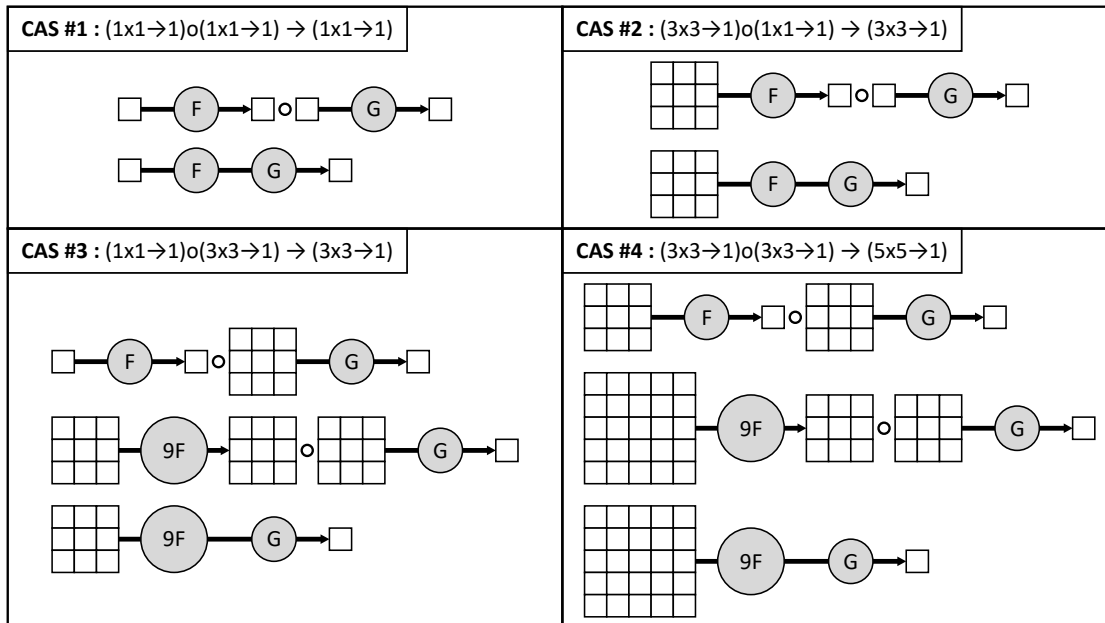 CAS #1 : (1x1→1)o(1x1→1) → (1x1→1)
F
G
F
G
CAS #2 : (3x3→1)o(1x1→1) → (3x3→1)
F
G
F
G
CAS #3 : (1x1→1)o(3x3→1) → (3x3→1)
F
G
9F
G
9F
G
CAS #4 : (3x3→1)o(3x3→1) → (5x5→1)
F
G
9F
G
9F
G